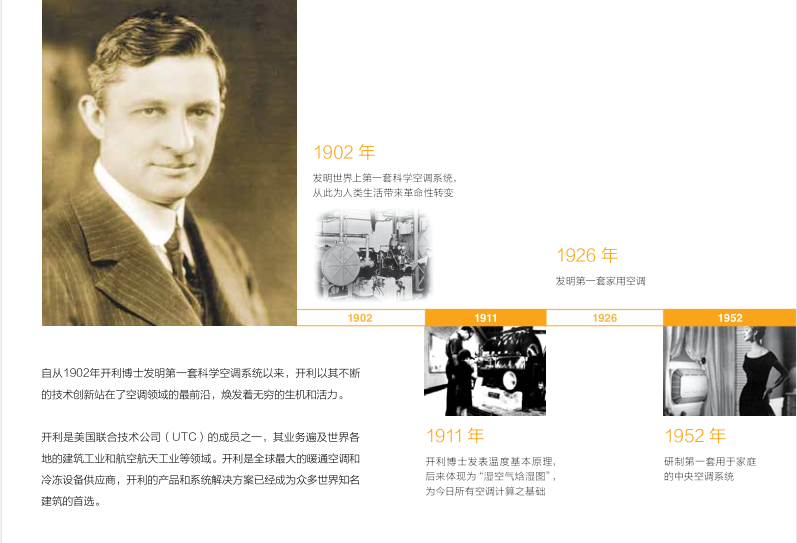 1902 年
发明世界上第一套科学空调系统，
从此为人类生活带来革命性转变
1926 年
发明第一套家用空调
1902
1911
1926
1952
自从1902年开利博士发明第一套科学空调系统以来，开利以其不断
的技术创新站在了空调领域的最前沿，焕发着无穷的生机和活力。
开利是美国联合技术公司（UTC）的成员之一，其业务遍及世界各
地的建筑工业和航空航天工业等领域。开利是全球最大的暖通空调和
冷冻设备供应商，开利的产品和系统解决方案已经成为众多世界知名
建筑的首选。
1911 年
开利博士发表温度基本原理，
后来体现为“湿空气焓湿图”，
为今日所有空调计算之基础
1952 年
研制第一套用于家庭
的中央空调系统